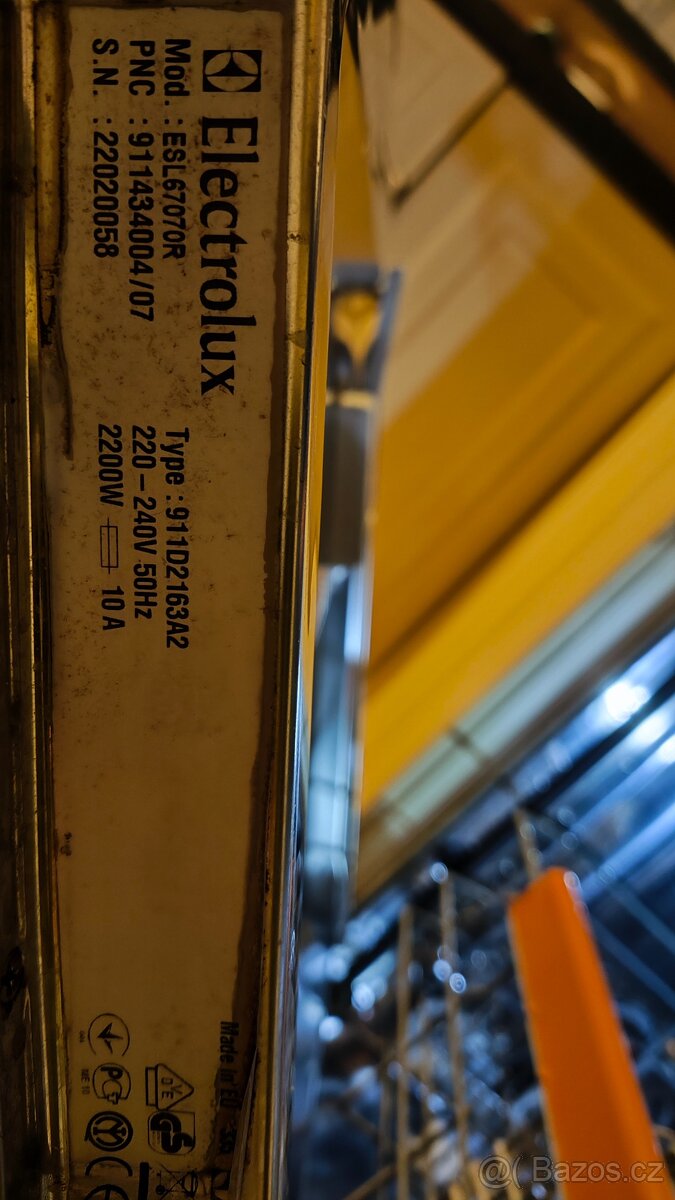 Electrolux
Mod. : ESL67070R
PNC : 911434004/07
S.N. : 22020058
Type : 911D2163A2
220-240V 50Hz
2200W 10 A
Made in EU
DVE
Bazos.cz